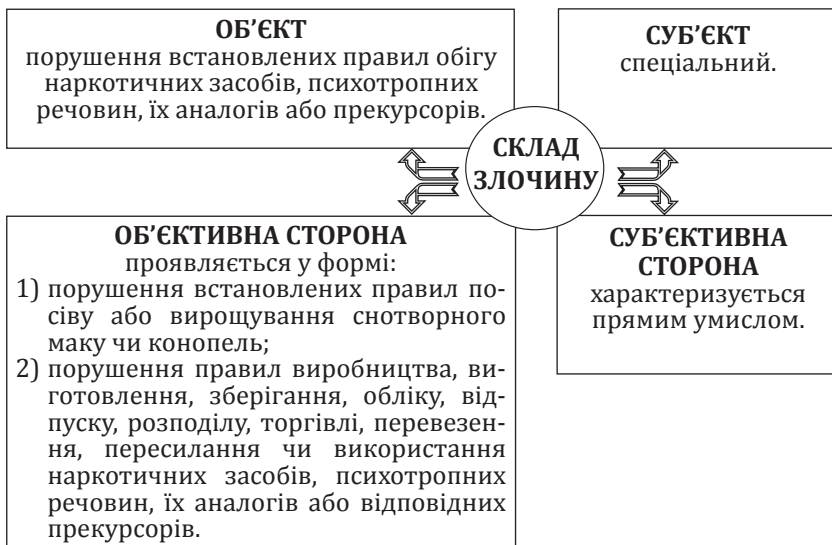 ОБ’ЄКТ
порушення встановлених правил обігу
наркотичних засобів, психотропних
речовин, їх аналогів або прекурсорів.
СУБ’ЄКТ
спеціальний.
СКЛАД
ЗЛОЧИНУ
ОБ’ЄКТИВНА СТОРОНА
проявляється у формі:
1) порушення встановлених правил по-
сіву або вирощування снотворного
маку чи конопель;
2) порушення правил виробництва, ви-
готовлення, зберігання, обліку, від-
пуску, розподілу, торгівлі, перевезен-
ня, пересилання чи використання
наркотичних засобів, психотропних
речовин, їх аналогів або відповідних
прекурсорів.
СУБ’ЄКТИВНА
СТОРОНА
характеризується
прямим умислом.